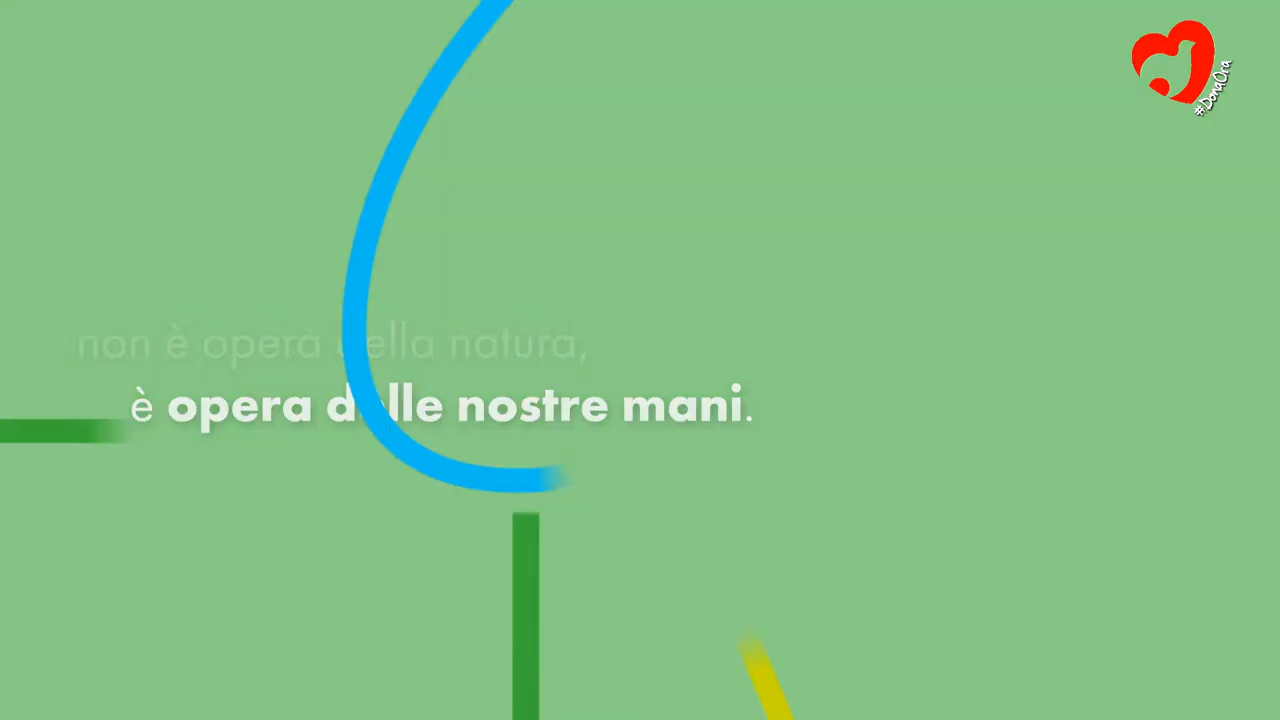 #DonaOra
non è opera della natura,
è opera delle nostre mani.